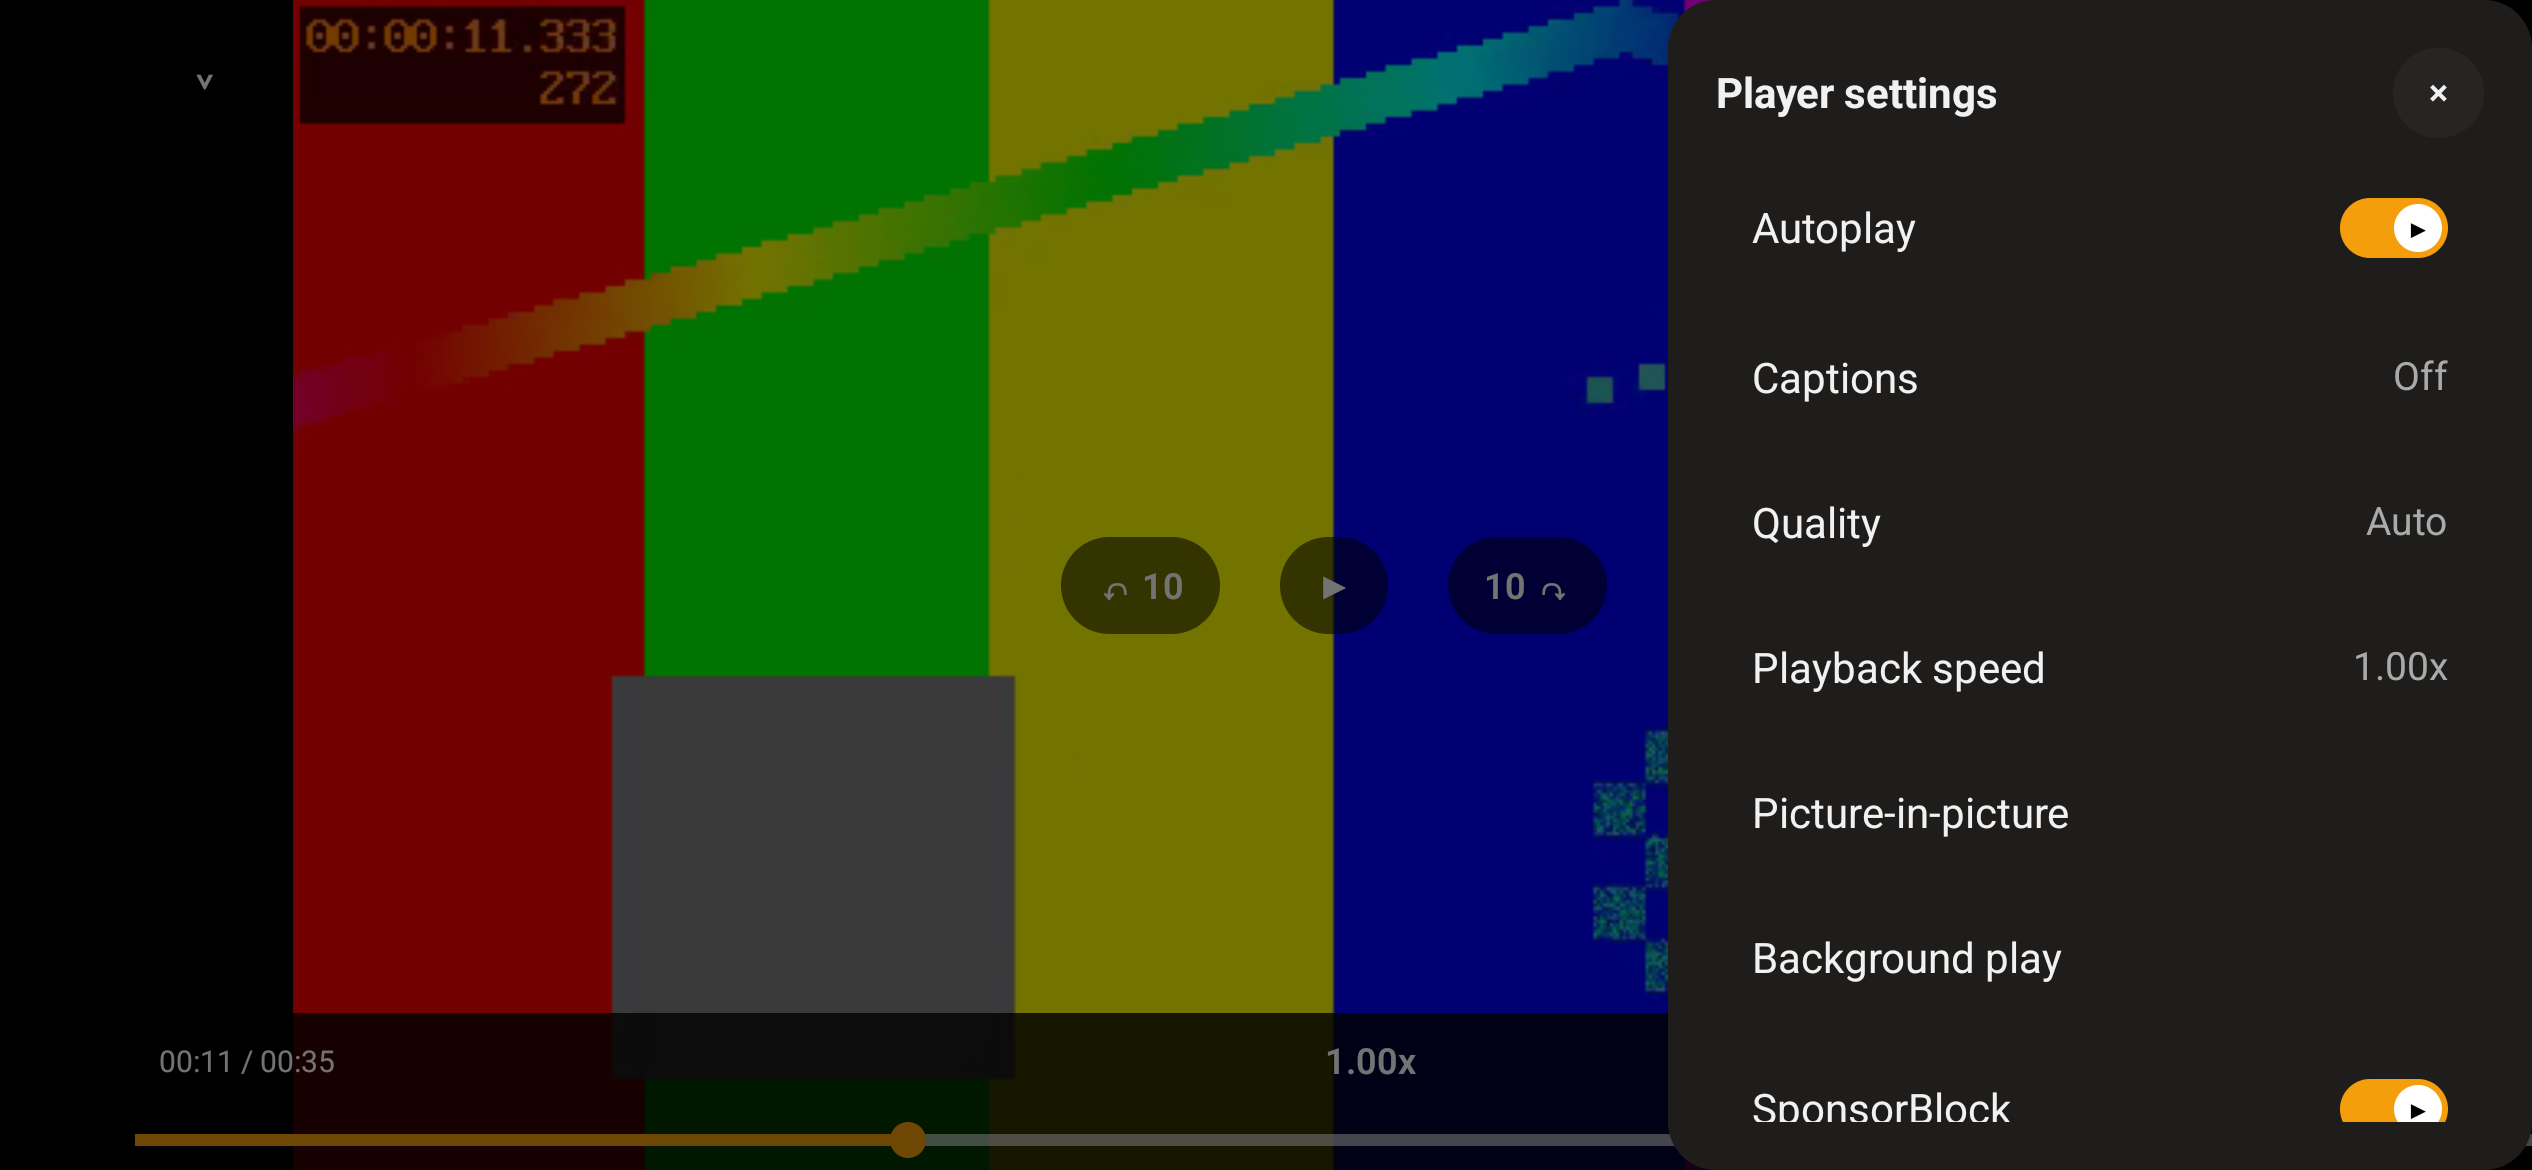 00:00:11.333
272
Player settings
×
Autoplay
Captions Off
Quality Auto
Playback speed 1.00x
10 10
Picture-in-picture
Background play
SponsorBlock
00:11 / 00:35 1.00x